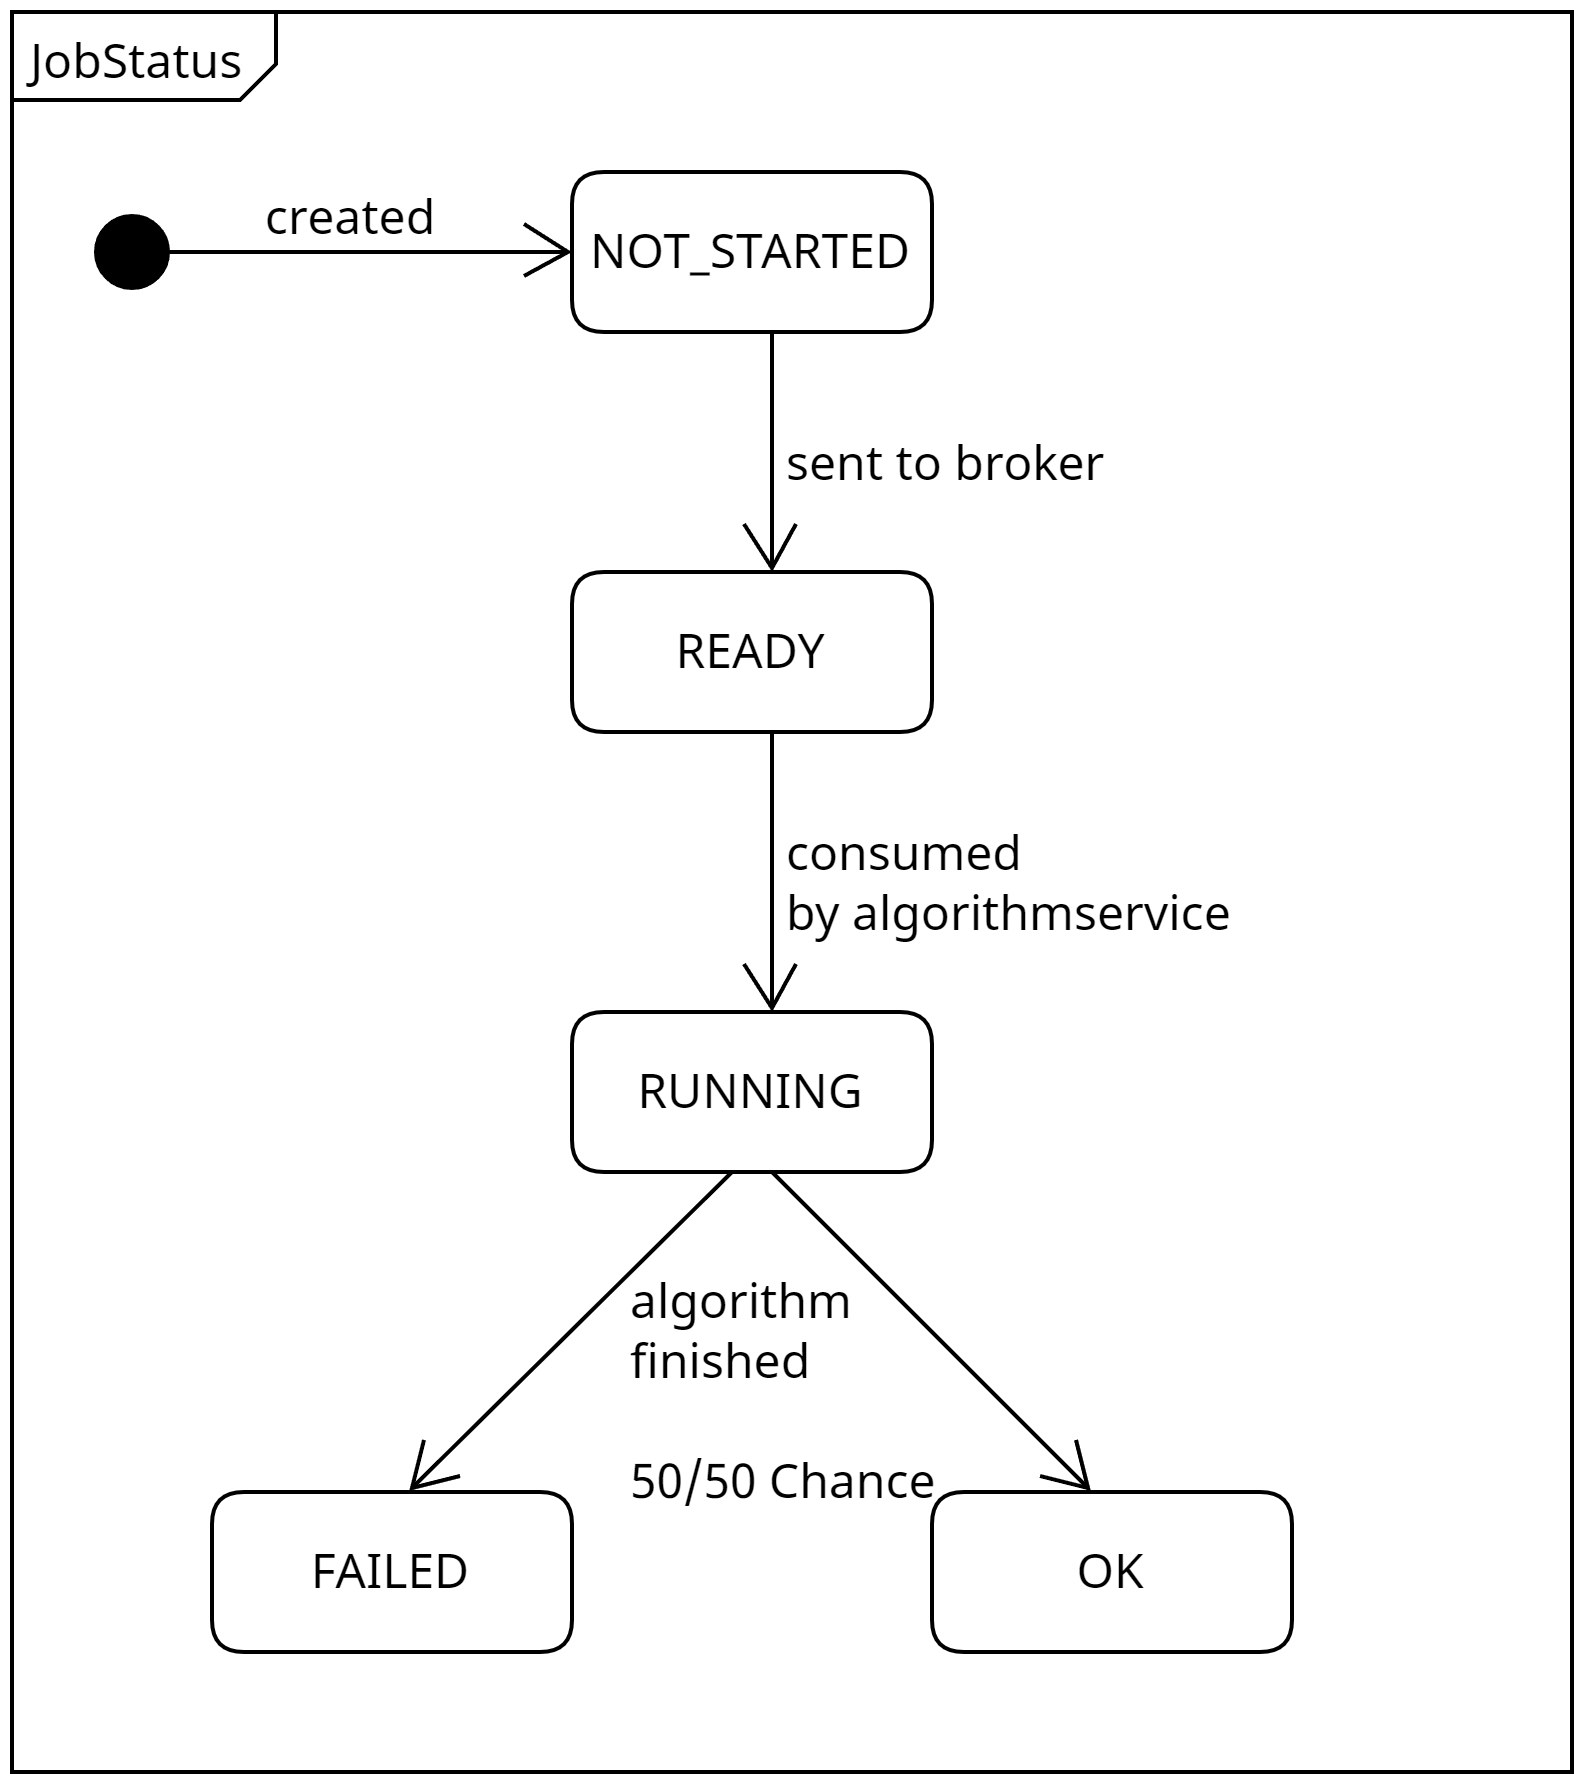 JobStatus
created
NOT_STARTED
sent to broker
READY
consumed
by algorithmservice
RUNNING
algorithm
finished
50/50 Chance
FAILED
OK